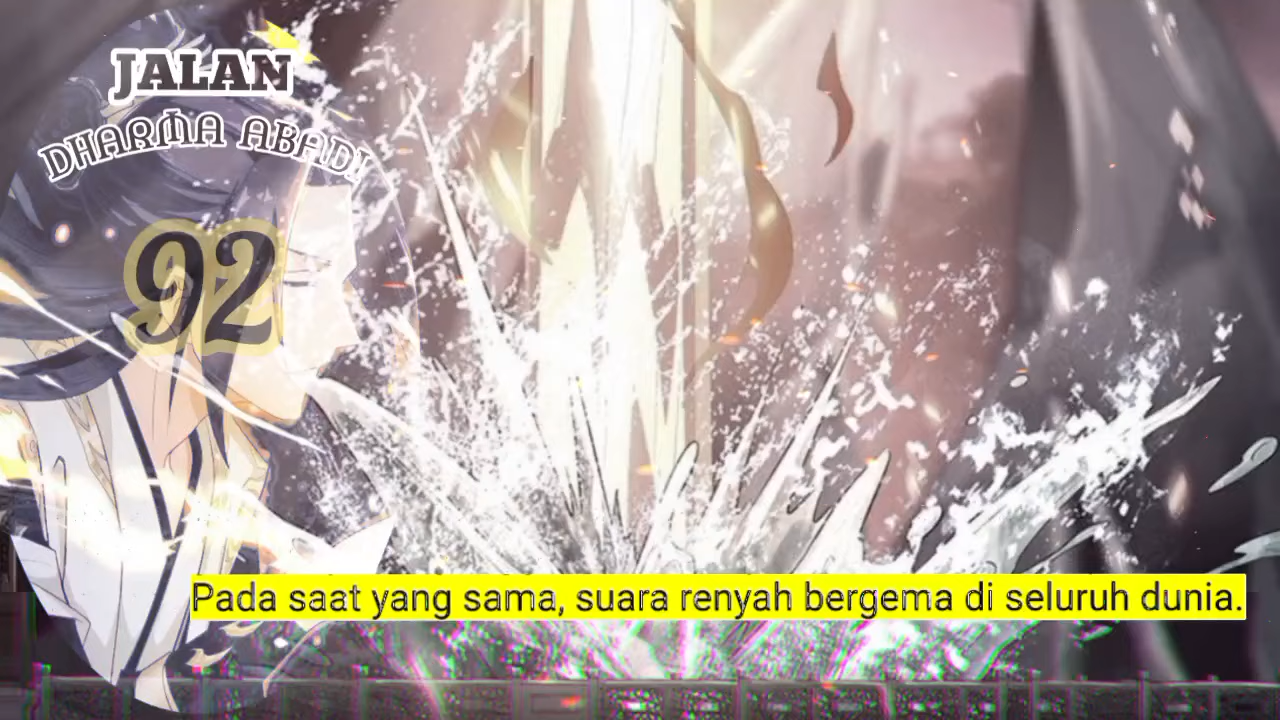 JALAN
DHARMA ABADI
92
Pada saat yang sama, suara renyah bergema di seluruh dunia.